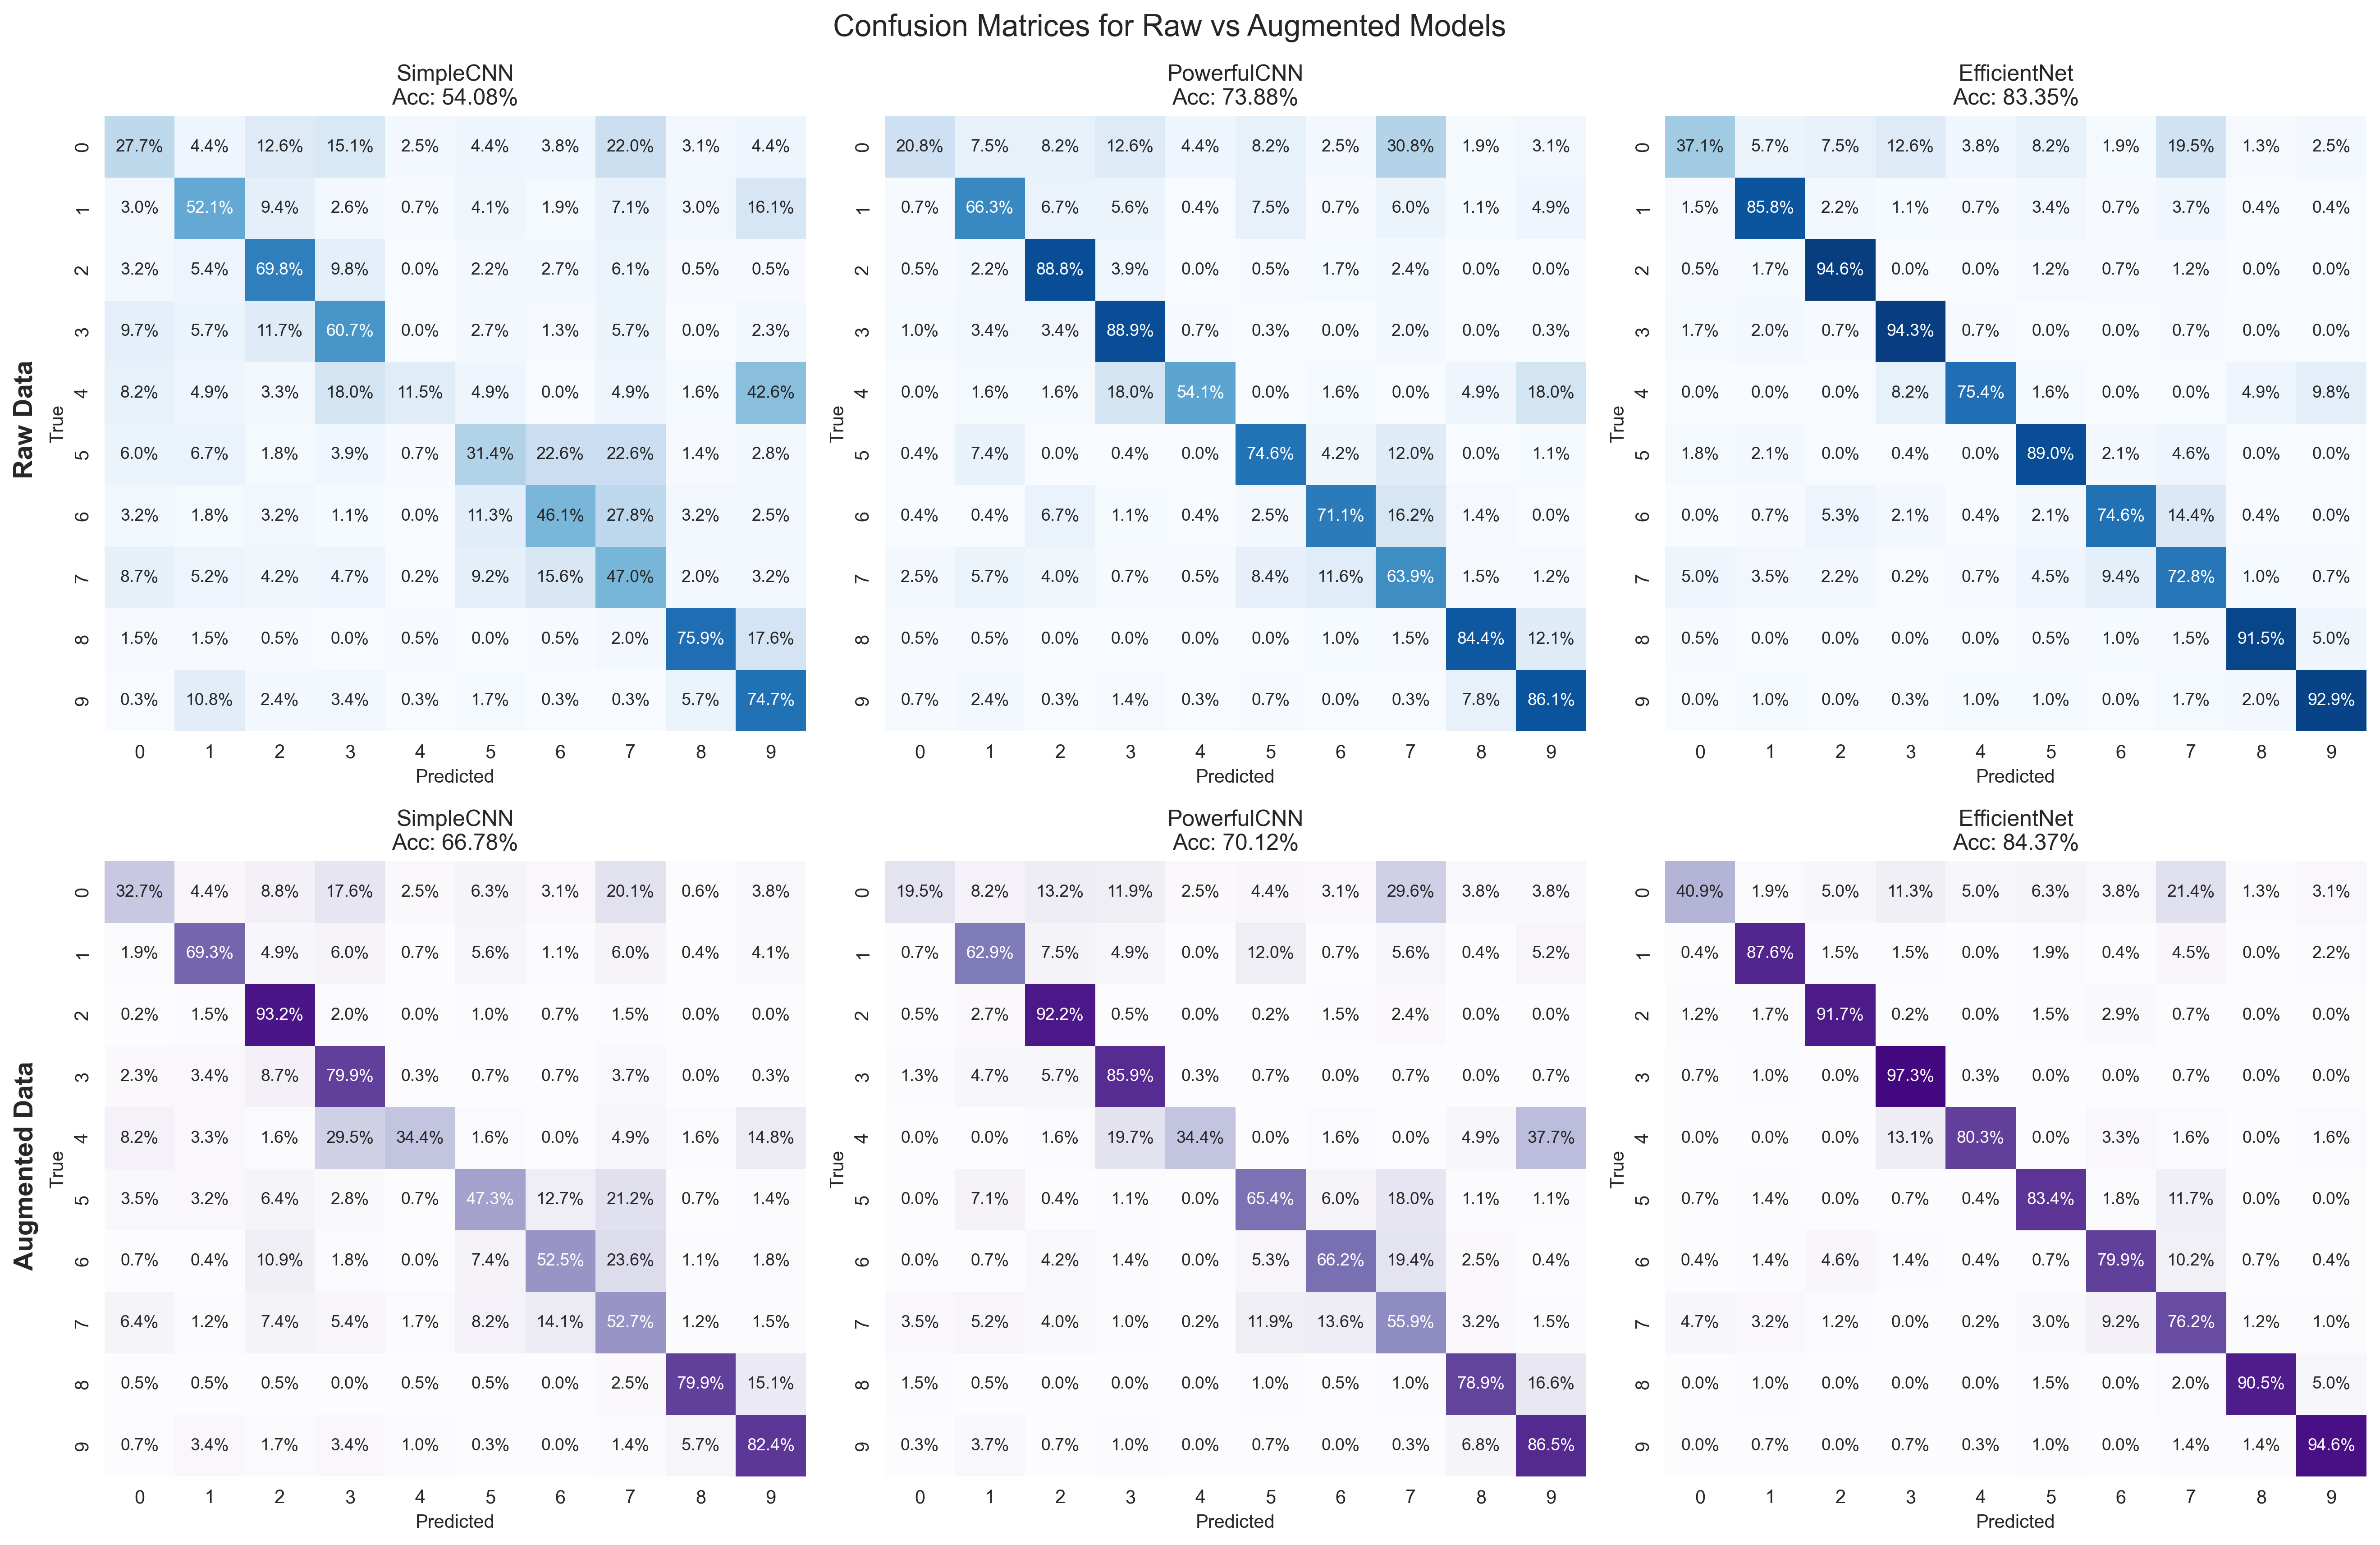 Confusion Matrices for Raw vs Augmented Models
Raw Data
SimpleCNN
Acc: 54.08%
True
0 27.7% 4.4% 12.6% 15.1% 2.5% 4.4% 3.8% 22.0% 3.1% 4.4%
1 3.0% 52.1% 9.4% 2.6% 0.7% 4.1% 1.9% 7.1% 3.0% 16.1%
2 3.2% 5.4% 69.8% 9.8% 0.0% 2.2% 2.7% 6.1% 0.5% 0.5%
3 9.7% 5.7% 11.7% 60.7% 0.0% 2.7% 1.3% 5.7% 0.0% 2.3%
4 8.2% 4.9% 3.3% 18.0% 11.5% 4.9% 0.0% 4.9% 1.6% 42.6%
5 6.0% 6.7% 1.8% 3.9% 0.7% 31.4% 22.6% 22.6% 1.4% 2.8%
6 3.2% 1.8% 3.2% 1.1% 0.0% 11.3% 46.1% 27.8% 3.2% 2.5%
7 8.7% 5.2% 4.2% 4.7% 0.2% 9.2% 15.6% 47.0% 2.0% 3.2%
8 1.5% 1.5% 0.5% 0.0% 0.5% 0.0% 0.5% 2.0% 75.9% 17.6%
9 0.3% 10.8% 2.4% 3.4% 0.3% 1.7% 0.3% 0.3% 5.7% 74.7%
0 1 2 3 4 5 6 7 8 9
Predicted
PowerfulCNN
Acc: 73.88%
True
0 20.8% 7.5% 8.2% 12.6% 4.4% 8.2% 2.5% 30.8% 1.9% 3.1%
1 0.7% 66.3% 6.7% 5.6% 0.4% 7.5% 0.7% 6.0% 1.1% 4.9%
2 0.5% 2.2% 88.8% 3.9% 0.0% 0.5% 1.7% 2.4% 0.0% 0.0%
3 1.0% 3.4% 3.4% 88.9% 0.7% 0.3% 0.0% 2.0% 0.0% 0.3%
4 0.0% 1.6% 1.6% 18.0% 54.1% 0.0% 1.6% 0.0% 4.9% 18.0%
5 0.4% 7.4% 0.0% 0.4% 0.0% 74.6% 4.2% 12.0% 0.0% 1.1%
6 0.4% 0.4% 6.7% 1.1% 0.4% 2.5% 71.1% 16.2% 1.4% 0.0%
7 2.5% 5.7% 4.0% 0.7% 0.5% 8.4% 11.6% 63.9% 1.5% 1.2%
8 0.5% 0.5% 0.0% 0.0% 0.0% 0.0% 1.0% 1.5% 84.4% 12.1%
9 0.7% 2.4% 0.3% 1.4% 0.3% 0.7% 0.0% 0.3% 7.8% 86.1%
0 1 2 3 4 5 6 7 8 9
Predicted
EfficientNet
Acc: 83.35%
True
0 37.1% 5.7% 7.5% 12.6% 3.8% 8.2% 1.9% 19.5% 1.3% 2.5%
1 1.5% 85.8% 2.2% 1.1% 0.7% 3.4% 0.7% 3.7% 0.4% 0.4%
2 0.5% 1.7% 94.6% 0.0% 0.0% 1.2% 0.7% 1.2% 0.0% 0.0%
3 1.7% 2.0% 0.7% 94.3% 0.7% 0.0% 0.0% 0.7% 0.0% 0.0%
4 0.0% 0.0% 0.0% 8.2% 75.4% 1.6% 0.0% 0.0% 4.9% 9.8%
5 1.8% 2.1% 0.0% 0.4% 0.0% 89.0% 2.1% 4.6% 0.0% 0.0%
6 0.0% 0.7% 5.3% 2.1% 0.4% 2.1% 74.6% 14.4% 0.4% 0.0%
7 5.0% 3.5% 2.2% 0.2% 0.7% 4.5% 9.4% 72.8% 1.0% 0.7%
8 0.5% 0.0% 0.0% 0.0% 0.0% 0.5% 1.0% 1.5% 91.5% 5.0%
9 0.0% 1.0% 0.0% 0.3% 1.0% 1.0% 0.0% 1.7% 2.0% 92.9%
0 1 2 3 4 5 6 7 8 9
Predicted
Augmented Data
SimpleCNN
Acc: 66.78%
True
0 32.7% 4.4% 8.8% 17.6% 2.5% 6.3% 3.1% 20.1% 0.6% 3.8%
1 1.9% 69.3% 4.9% 6.0% 0.7% 5.6% 1.1% 6.0% 0.4% 4.1%
2 0.2% 1.5% 93.2% 2.0% 0.0% 1.0% 0.7% 1.5% 0.0% 0.0%
3 2.3% 3.4% 8.7% 79.9% 0.3% 0.7% 0.7% 3.7% 0.0% 0.3%
4 8.2% 3.3% 1.6% 29.5% 34.4% 1.6% 0.0% 4.9% 1.6% 14.8%
5 3.5% 3.2% 6.4% 2.8% 0.7% 47.3% 12.7% 21.2% 0.7% 1.4%
6 0.7% 0.4% 10.9% 1.8% 0.0% 7.4% 52.5% 23.6% 1.1% 1.8%
7 6.4% 1.2% 7.4% 5.4% 1.7% 8.2% 14.1% 52.7% 1.2% 1.5%
8 0.5% 0.5% 0.5% 0.0% 0.5% 0.5% 0.0% 2.5% 79.9% 15.1%
9 0.7% 3.4% 1.7% 3.4% 1.0% 0.3% 0.0% 1.4% 5.7% 82.4%
0 1 2 3 4 5 6 7 8 9
Predicted
PowerfulCNN
Acc: 70.12%
True
0 19.5% 8.2% 13.2% 11.9% 2.5% 4.4% 3.1% 29.6% 3.8% 3.8%
1 0.7% 62.9% 7.5% 4.9% 0.0% 12.0% 0.7% 5.6% 0.4% 5.2%
2 0.5% 2.7% 92.2% 0.5% 0.0% 0.2% 1.5% 2.4% 0.0% 0.0%
3 1.3% 4.7% 5.7% 85.9% 0.3% 0.7% 0.0% 0.7% 0.0% 0.7%
4 0.0% 0.0% 1.6% 19.7% 34.4% 0.0% 1.6% 0.0% 4.9% 37.7%
5 0.0% 7.1% 0.4% 1.1% 0.0% 65.4% 6.0% 18.0% 1.1% 1.1%
6 0.0% 0.7% 4.2% 1.4% 0.0% 5.3% 66.2% 19.4% 2.5% 0.4%
7 3.5% 5.2% 4.0% 1.0% 0.2% 11.9% 13.6% 55.9% 3.2% 1.5%
8 1.5% 0.5% 0.0% 0.0% 0.0% 1.0% 0.5% 1.0% 78.9% 16.6%
9 0.3% 3.7% 0.7% 1.0% 0.0% 0.7% 0.0% 0.3% 6.8% 86.5%
0 1 2 3 4 5 6 7 8 9
Predicted
EfficientNet
Acc: 84.37%
True
0 40.9% 1.9% 5.0% 11.3% 5.0% 6.3% 3.8% 21.4% 1.3% 3.1%
1 0.4% 87.6% 1.5% 1.5% 0.0% 1.9% 0.4% 4.5% 0.0% 2.2%
2 1.2% 1.7% 91.7% 0.2% 0.0% 1.5% 2.9% 0.7% 0.0% 0.0%
3 0.7% 1.0% 0.0% 97.3% 0.3% 0.0% 0.0% 0.7% 0.0% 0.0%
4 0.0% 0.0% 0.0% 13.1% 80.3% 0.0% 3.3% 1.6% 0.0% 1.6%
5 0.7% 1.4% 0.0% 0.7% 0.4% 83.4% 1.8% 11.7% 0.0% 0.0%
6 0.4% 1.4% 4.6% 1.4% 0.4% 0.7% 79.9% 10.2% 0.7% 0.4%
7 4.7% 3.2% 1.2% 0.0% 0.2% 3.0% 9.2% 76.2% 1.2% 1.0%
8 0.0% 1.0% 0.0% 0.0% 0.0% 1.5% 0.0% 2.0% 90.5% 5.0%
9 0.0% 0.7% 0.0% 0.7% 0.3% 1.0% 0.0% 1.4% 1.4% 94.6%
0 1 2 3 4 5 6 7 8 9
Predicted